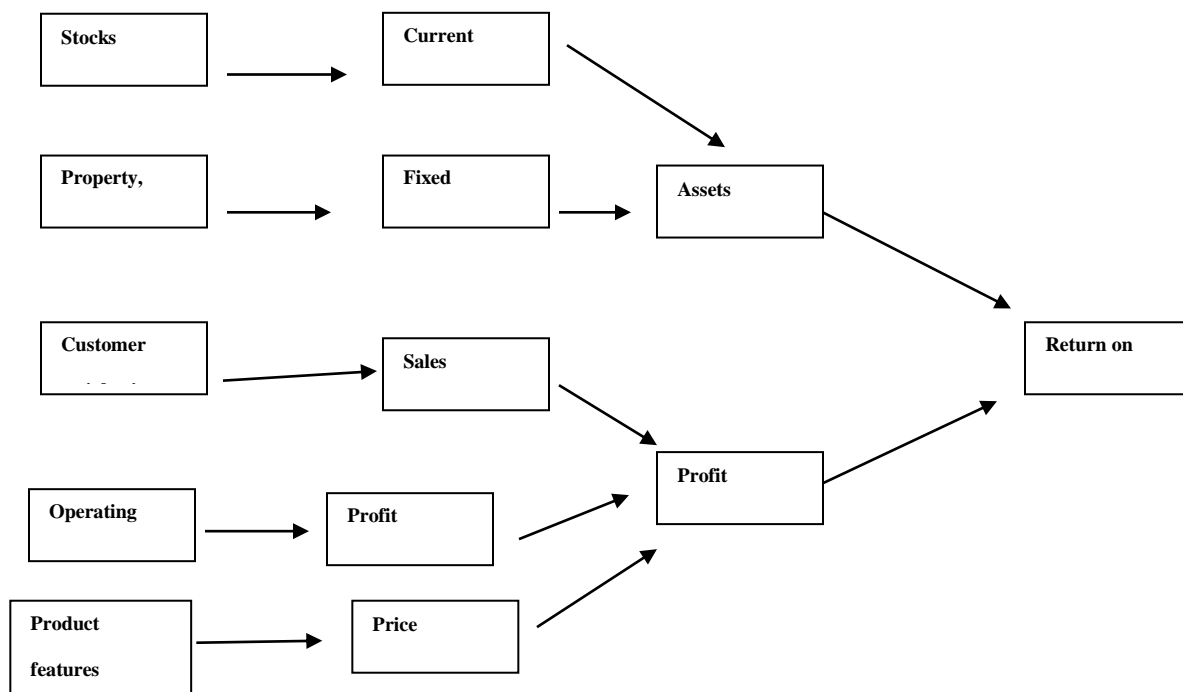 Stocks
Current
Property,
Fixed
Assets
Customer
Sales
Return on
Profit
Operating
Profit
Product
features
Price